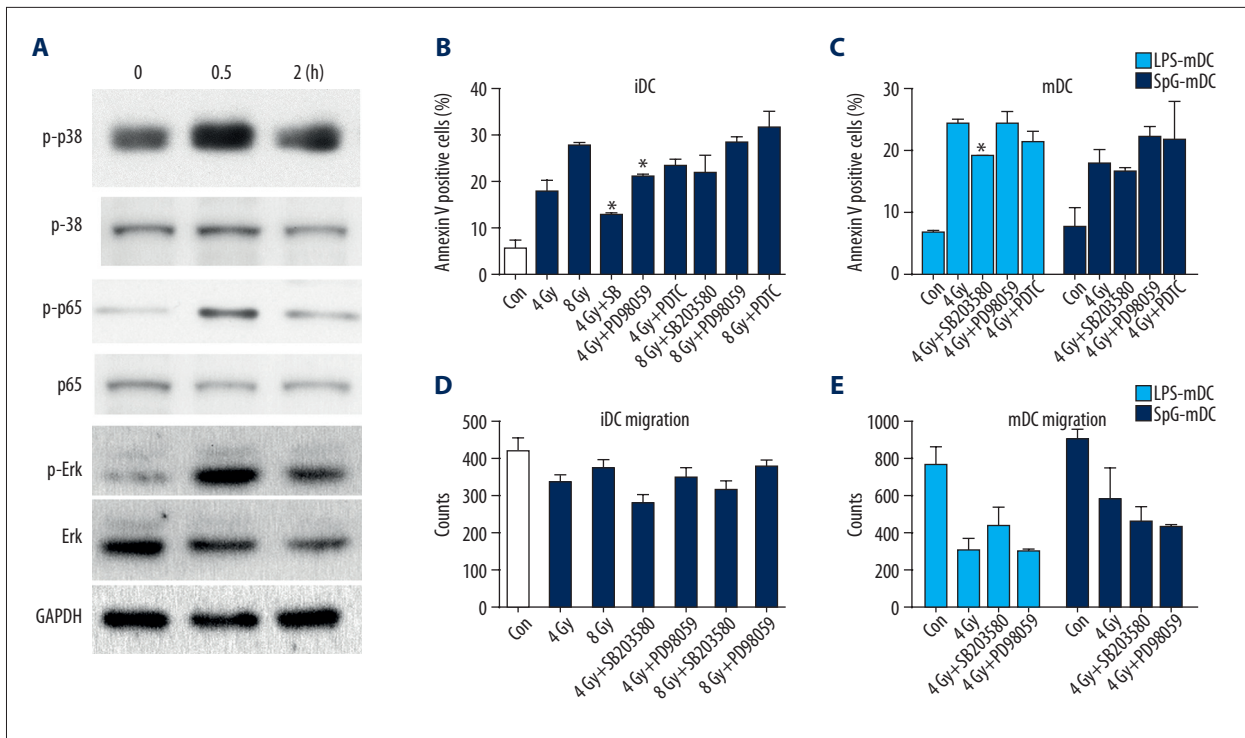 A
0 0.5 2 (h)
p-p38
p-38
p-p65
p65
p-Erk
Erk
GAPDH
B
iDC
Annexin V positive cells (%)
40
30
20
10
0
Con
4 Gy
8 Gy
4 Gy+SB
4 Gy+PD98059
4 Gy+PDTC
8 Gy+SB203580
8 Gy+PD98059
8 Gy+PDTC
*
*
C
LPS-mDC
SpG-mDC
mDC
Annexin V positive cells (%)
30
20
10
0
*
Con
4 Gy
4 Gy+SB203580
4 Gy+PD98059
4 Gy+PDTC
Con
4 Gy
4 Gy+SB203580
4 Gy+PD98059
4 Gy+PDTC
D
iDC migration
Counts
500
400
300
200
100
0
Con
4 Gy
8 Gy
4 Gy+SB203580
4 Gy+PD98059
8 Gy+SB203580
8 Gy+PD98059
E
LPS-mDC
SpG-mDC
mDC migration
Counts
1000
800
600
400
200
400
Con
4 Gy
4 Gy+SB203580
4 Gy+PD98059
Con
4 Gy
4 Gy+SB203580
4 Gy+PD98059